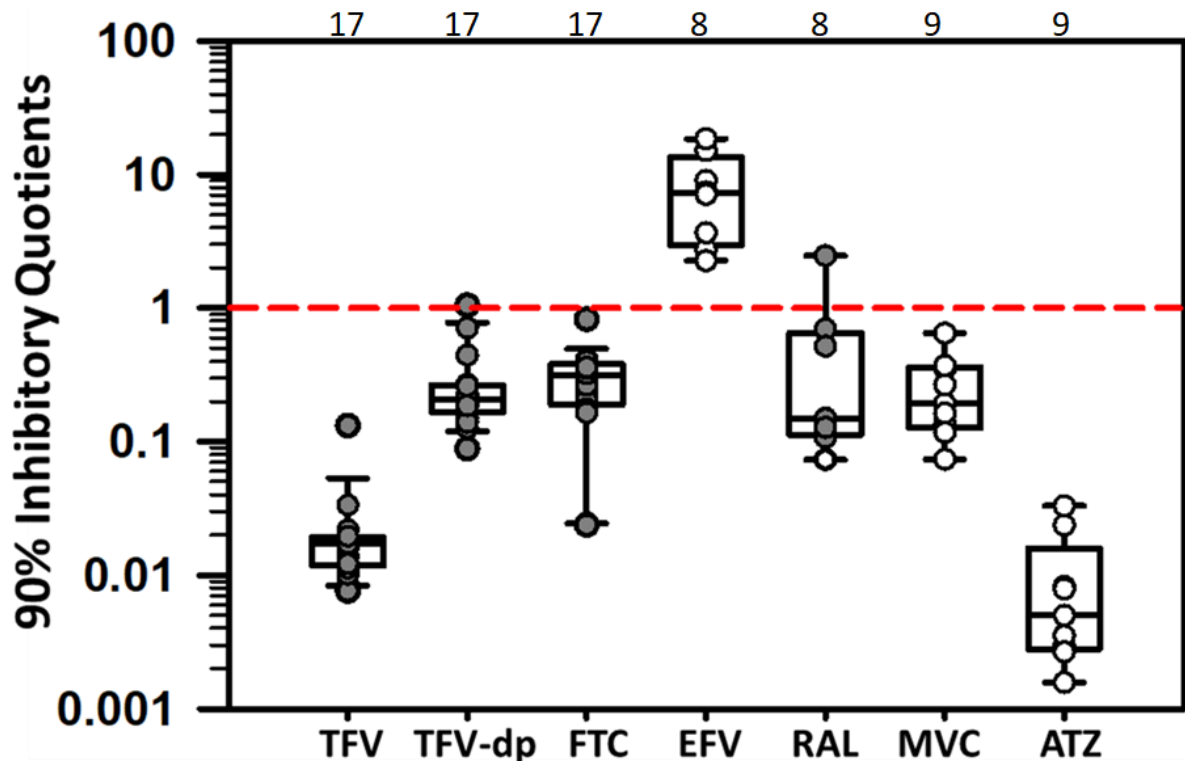 17 17 17 8 8 9 9
100
10
1
0.1
0.01
0.001
90% Inhibitory Quotients
TFV TFV-dp FTC EFV RAL MVC ATZ